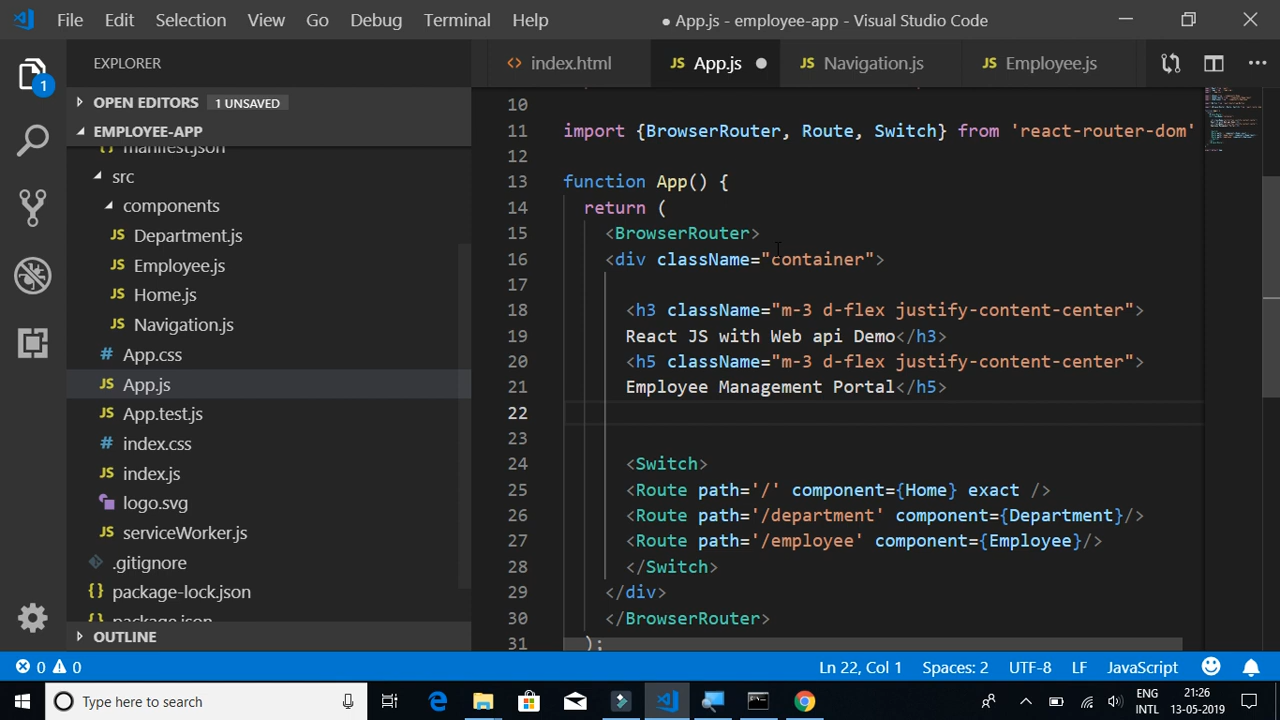 File Edit Selection View Go Debug Terminal Help
● App.js - employee-app - Visual Studio Code
EXPLORER
<> index.html
JS App.js ●
JS Navigation.js
JS Employee.js
1
OPEN EDITORS 1 UNSAVED
EMPLOYEE-APP
manifest.json
src
components
JS Department.js
JS Employee.js
JS Home.js
JS Navigation.js
# App.css
JS App.js
JS App.test.js
# index.css
JS index.js
logo.svg
JS serviceWorker.js
.gitignore
{} package-lock.json
{} package.json
OUTLINE
10
11 import {BrowserRouter, Route, Switch} from 'react-router-dom'
12
13 function App() {
14 return (
15 <BrowserRouter>
16 <div className="container">
17
18 <h3 className="m-3 d-flex justify-content-center">
19 React JS with Web api Demo</h3>
20 <h5 className="m-3 d-flex justify-content-center">
21 Employee Management Portal</h5>
22
23
24 <Switch>
25 <Route path='/' component={Home} exact />
26 <Route path='/department' component={Department}/>
27 <Route path='/employee' component={Employee}/>
28 </Switch>
29 </div>
30 </BrowserRouter>
31 );
0 0 Ln 22, Col 1 Spaces: 2 UTF-8 LF JavaScript
Type here to search
ENG
INTL
21:26
13-05-2019